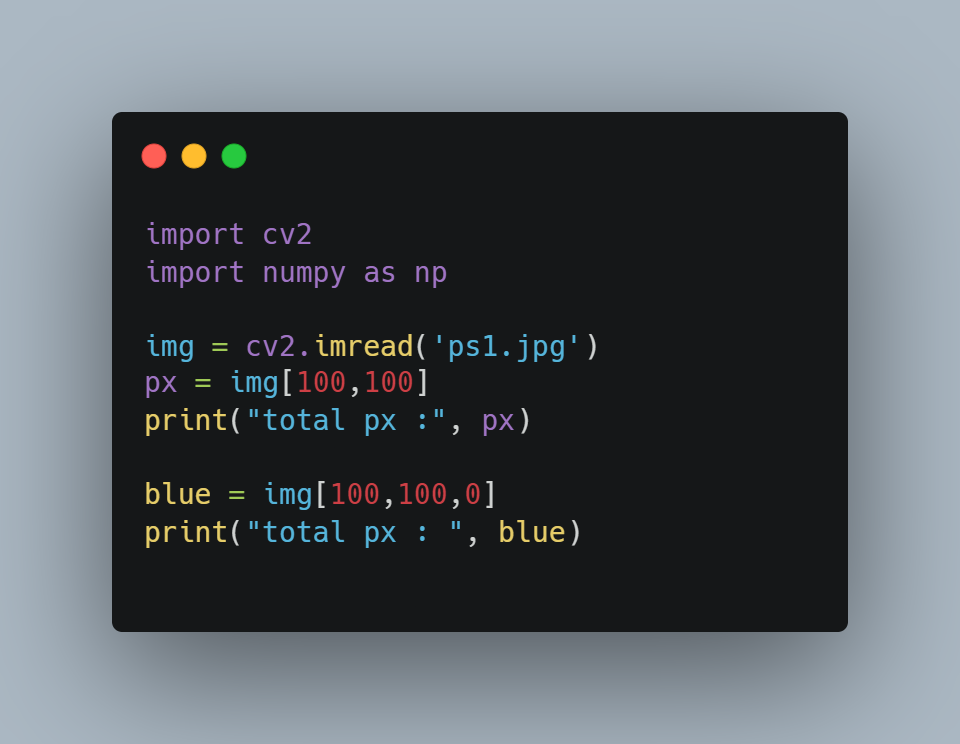 import cv2
import numpy as np
img = cv2.imread('ps1.jpg')
px = img[100,100]
print("total px :", px)
blue = img[100,100,0]
print("total px : ", blue)